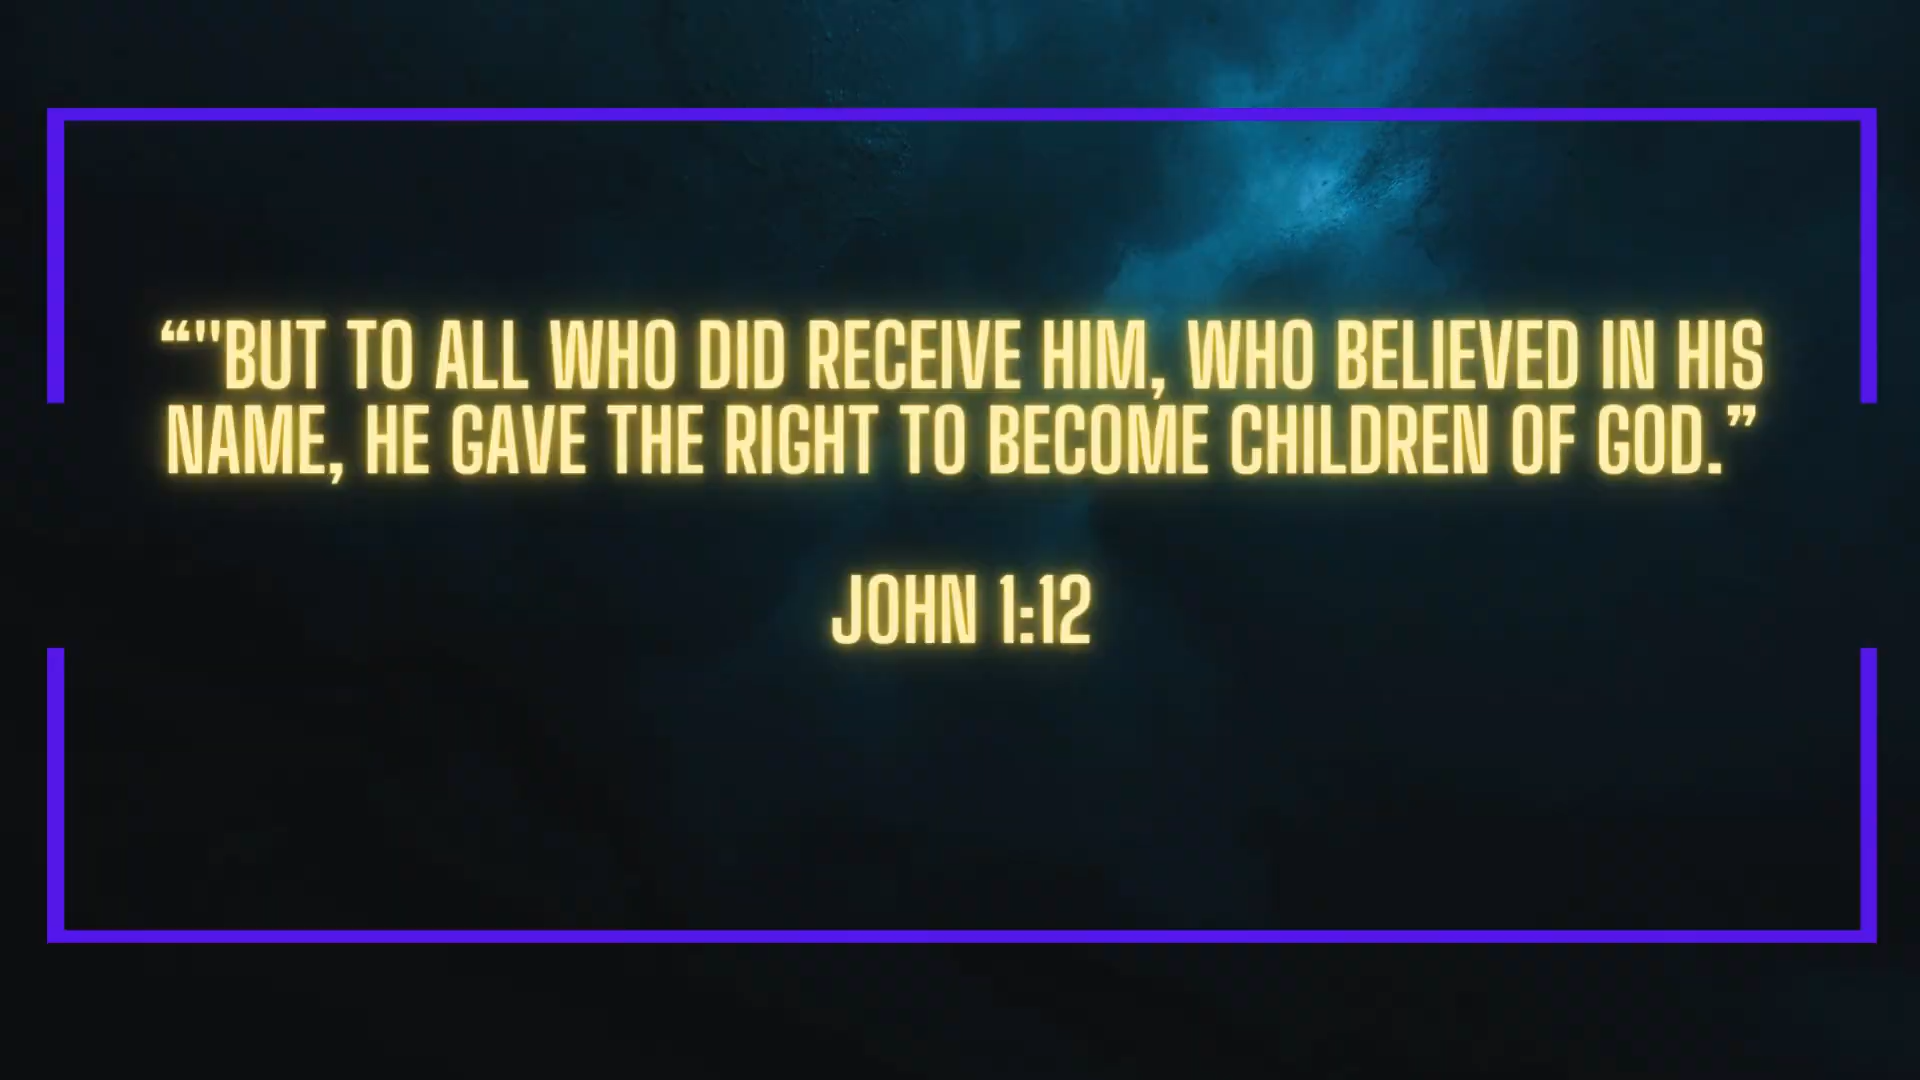 “"BUT TO ALL WHO DID RECEIVE HIM, WHO BELIEVED IN HIS
NAME, HE GAVE THE RIGHT TO BECOME CHILDREN OF GOD.”
JOHN 1:12